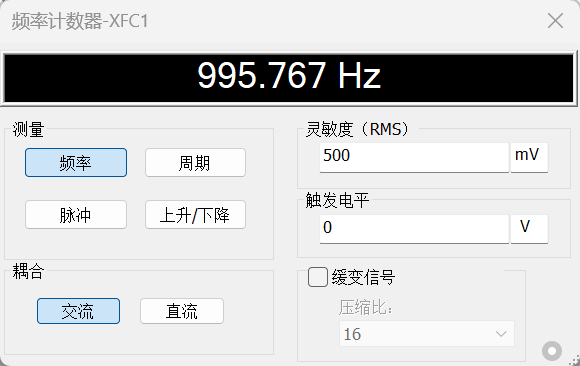 频率计数器-XFC1
995.767 Hz
测量
频率 周期
脉冲 上升/下降
耦合
交流 直流
灵敏度（RMS）
500 mV
触发电平
0 V
缓变信号
压缩比：
16